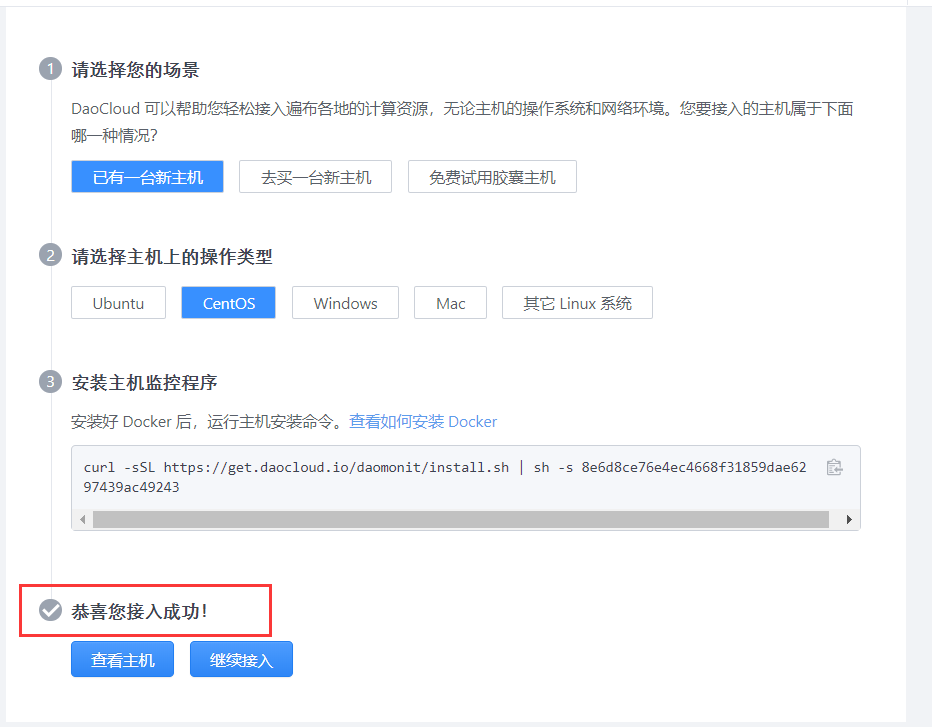 1 请选择您的场景
DaoCloud 可以帮助您轻松接入遍布各地的计算资源，无论主机的操作系统和网络环境。您要接入的主机属于下面
哪一种情况?
已有一台新主机 去买一台新主机 免费试用胶囊主机
2 请选择主机上的操作类型
Ubuntu CentOS Windows Mac 其它 Linux 系统
3 安装主机监控程序
安装好 Docker 后，运行主机安装命令。查看如何安装 Docker
curl -sSL https://get.daocloud.io/daomonit/install.sh | sh -s 8e6d8ce76e4ec4668f31859dae62
97439ac49243
恭喜您接入成功！
查看主机 继续接入